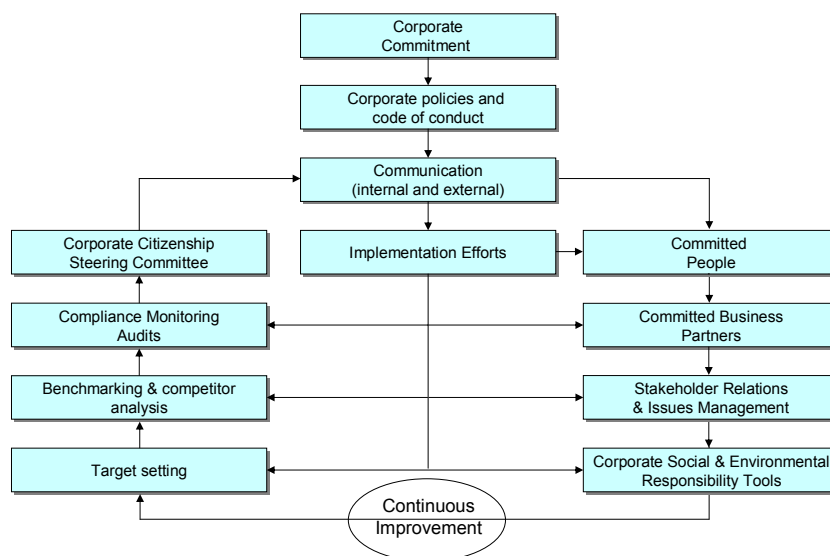 Corporate
Commitment
Corporate policies and
code of conduct
Communication
(internal and external)
Corporate Citizenship
Steering Committee
Implementation Efforts
Committed
People
Compliance Monitoring
Audits
Committed Business
Partners
Benchmarking & competitor
analysis
Stakeholder Relations
& Issues Management
Target setting
Corporate Social & Environmental
Responsibility Tools
Continuous
Improvement